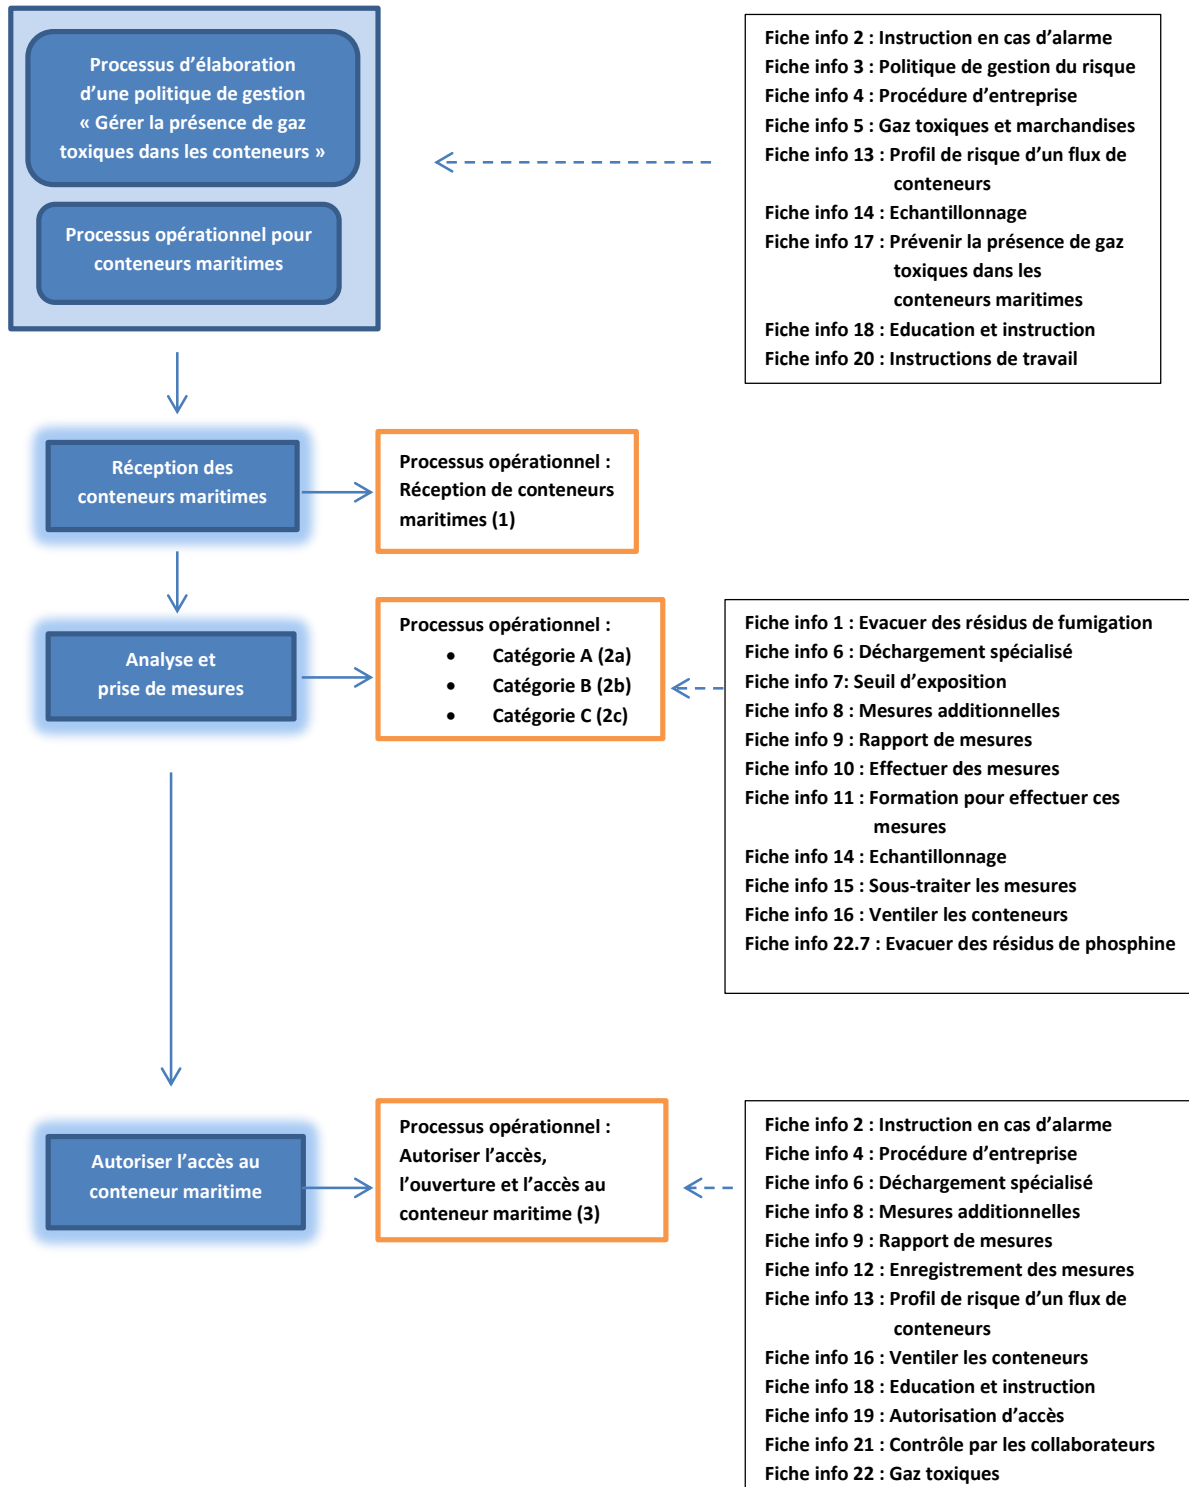 Processus d’élaboration
d’une politique de gestion
« Gérer la présence de gaz
toxiques dans les conteneurs »
Processus opérationnel pour
conteneurs maritimes
Fiche info 2 : Instruction en cas d’alarme
Fiche info 3 : Politique de gestion du risque
Fiche info 4 : Procédure d’entreprise
Fiche info 5 : Gaz toxiques et marchandises
Fiche info 13 : Profil de risque d’un flux de
conteneurs
Fiche info 14 : Echantillonnage
Fiche info 17 : Prévenir la présence de gaz
toxiques dans les
conteneurs maritimes
Fiche info 18 : Education et instruction
Fiche info 20 : Instructions de travail
Réception des
conteneurs maritimes
Processus opérationnel :
Réception de conteneurs
maritimes (1)
Analyse et
prise de mesures
Processus opérationnel :
• Catégorie A (2a)
• Catégorie B (2b)
• Catégorie C (2c)
Fiche info 1 : Evacuer des résidus de fumigation
Fiche info 6 : Déchargement spécialisé
Fiche info 7: Seuil d’exposition
Fiche info 8 : Mesures additionnelles
Fiche info 9 : Rapport de mesures
Fiche info 10 : Effectuer des mesures
Fiche info 11 : Formation pour effectuer ces
mesures
Fiche info 14 : Echantillonnage
Fiche info 15 : Sous-traiter les mesures
Fiche info 16 : Ventiler les conteneurs
Fiche info 22.7 : Evacuer des résidus de phosphine
Autoriser l’accès au
conteneur maritime
Processus opérationnel :
Autoriser l’accès,
l’ouverture et l’accès au
conteneur maritime (3)
Fiche info 2 : Instruction en cas d’alarme
Fiche info 4 : Procédure d’entreprise
Fiche info 6 : Déchargement spécialisé
Fiche info 8 : Mesures additionnelles
Fiche info 9 : Rapport de mesures
Fiche info 12 : Enregistrement des mesures
Fiche info 13 : Profil de risque d’un flux de
conteneurs
Fiche info 16 : Ventiler les conteneurs
Fiche info 18 : Education et instruction
Fiche info 19 : Autorisation d’accès
Fiche info 21 : Contrôle par les collaborateurs
Fiche info 22 : Gaz toxiques